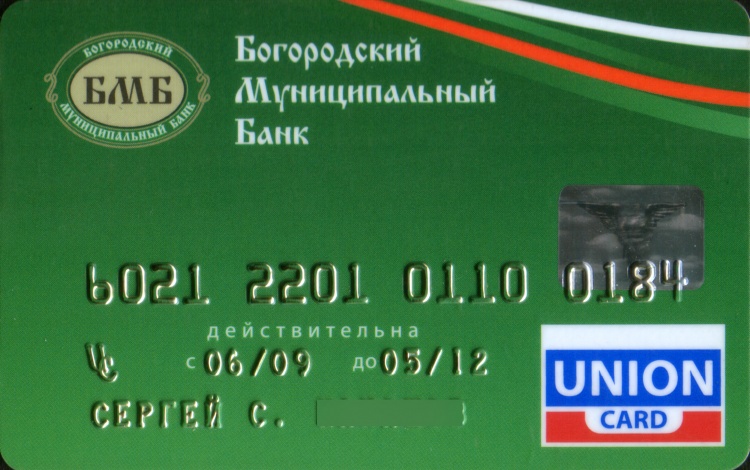 БОГОРОДСКИЙ
БМБ
МУНИЦИПАЛЬНЫЙ БАНК
Богородский
Муниципальный
Банк
6021 2201 0110 0184
действительна
с 06/09 до 05/12
СЕРГЕЙ С.
UNION
CARD